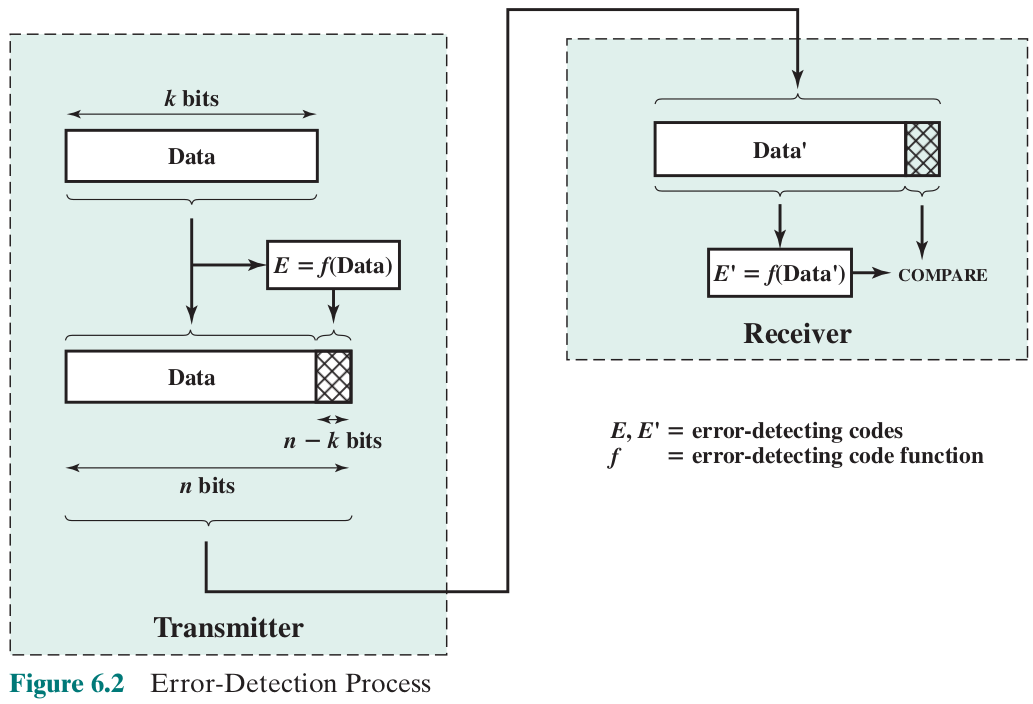 k bits
Data
E = f(Data)
Data
n − k bits
n bits
Transmitter
Data'
E' = f(Data')
COMPARE
Receiver
E, E' = error-detecting codes
f = error-detecting code function
Figure 6.2 Error-Detection Process